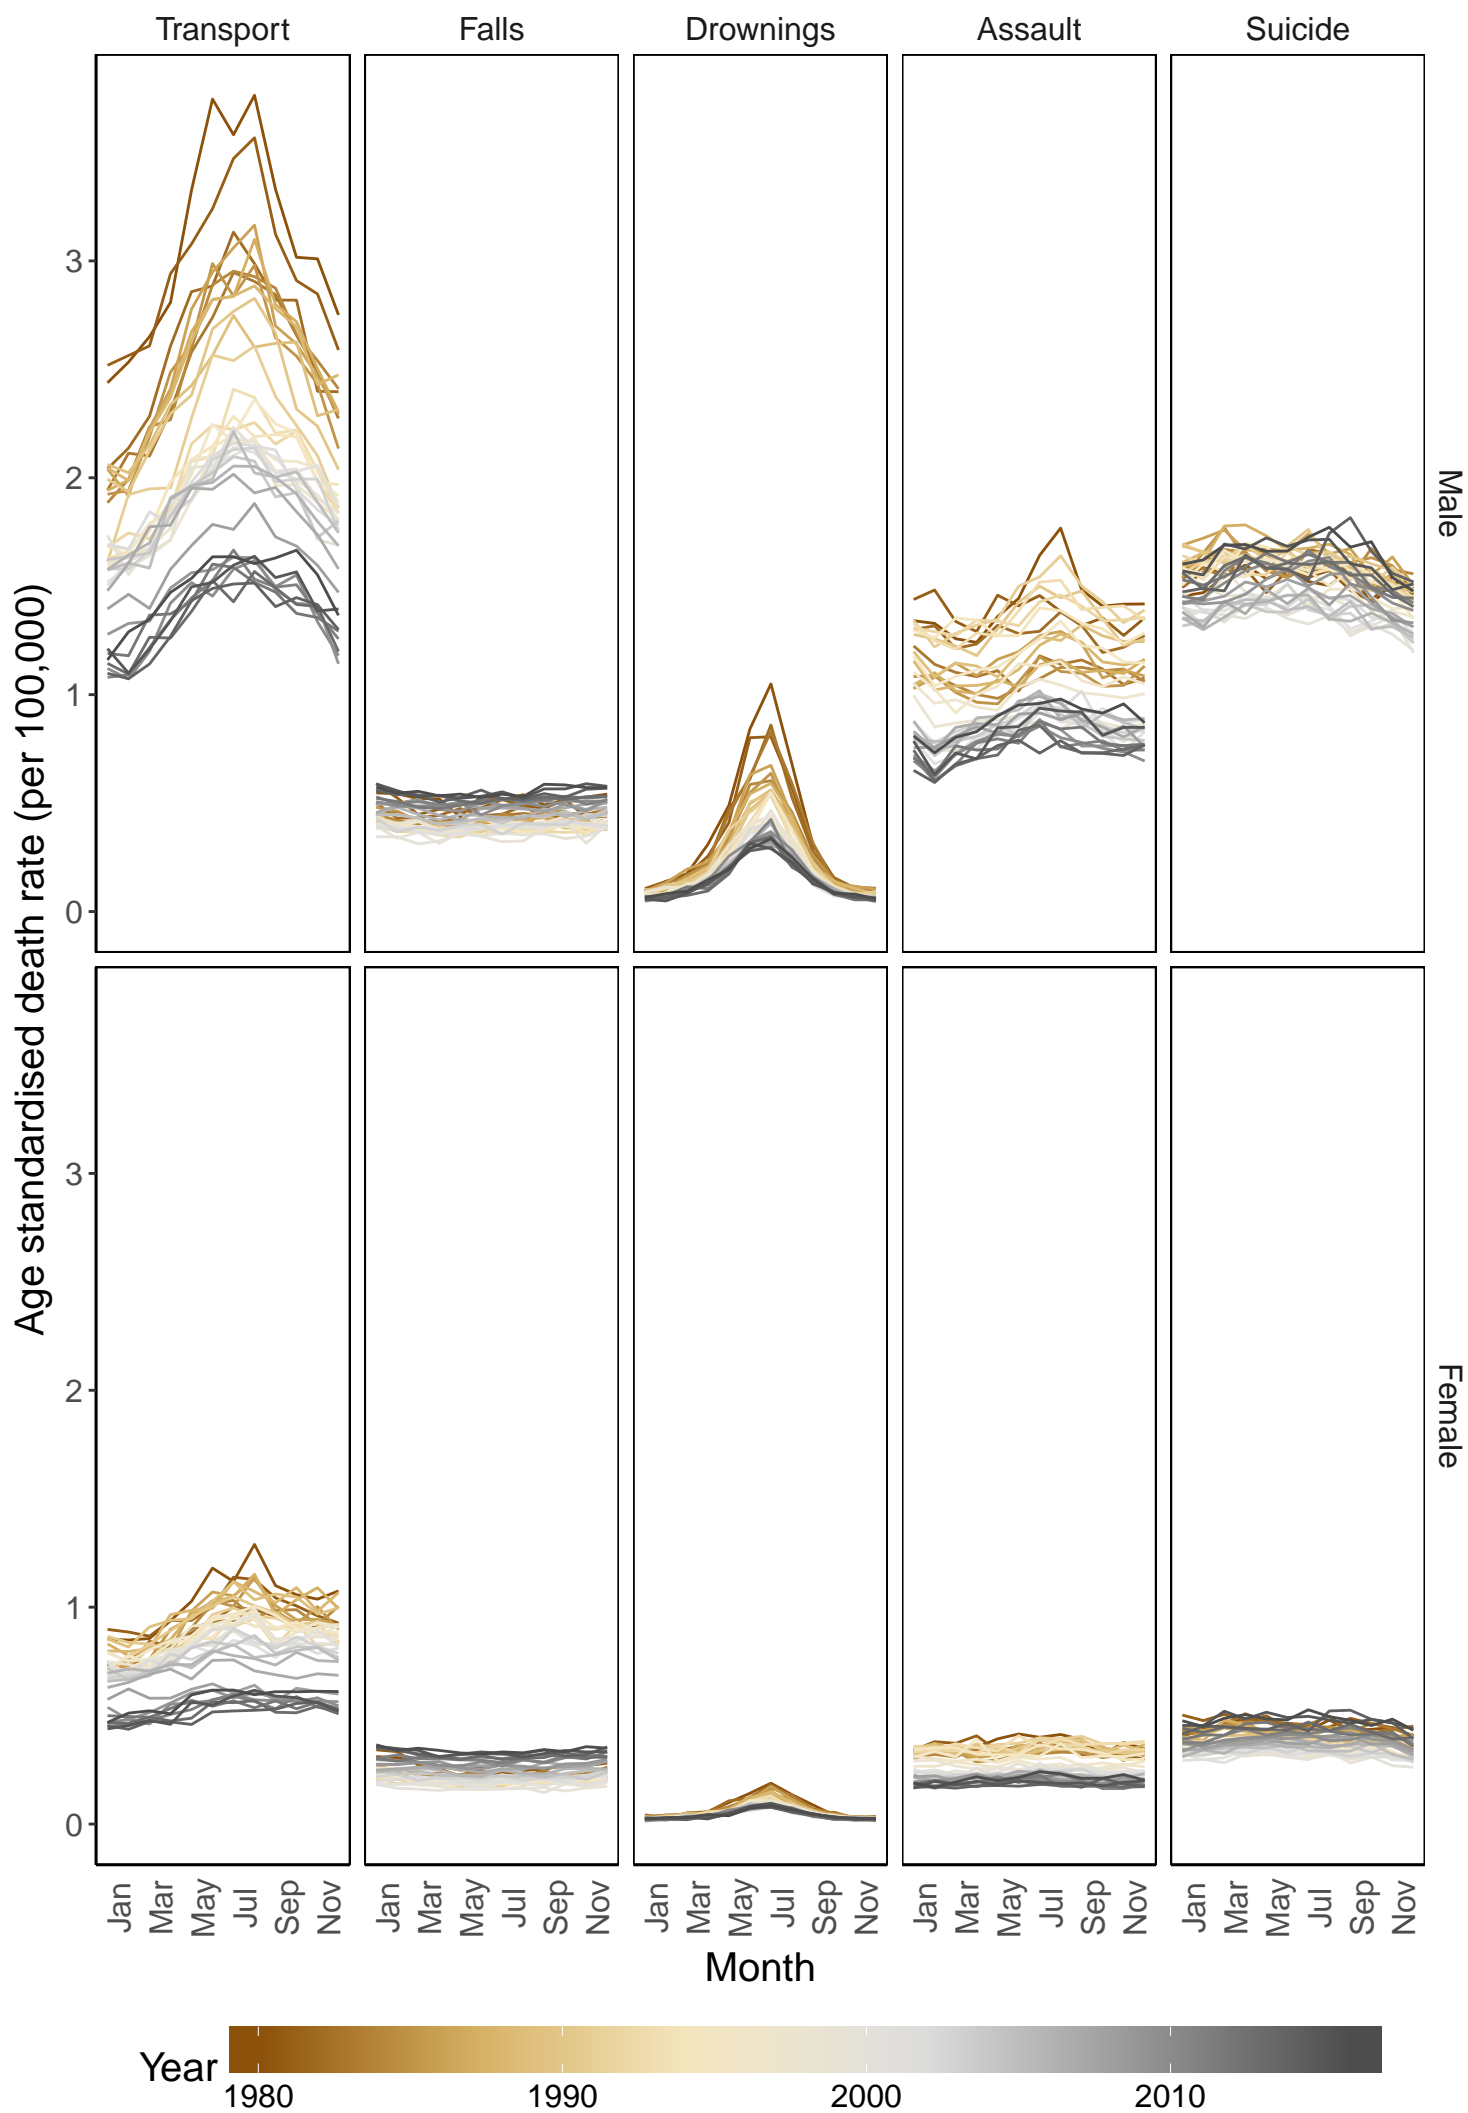 Transport Falls Drownings Assault Suicide
Age standardised death rate (per 100,000)
3
2
1
0
Male
3
2
1
0
Female
Jan Mar May Jul Sep Nov Jan Mar May Jul Sep Nov Jan Mar May Jul Sep Nov Jan Mar May Jul Sep Nov Jan Mar May Jul Sep Nov
Month
Year
1980 1990 2000 2010